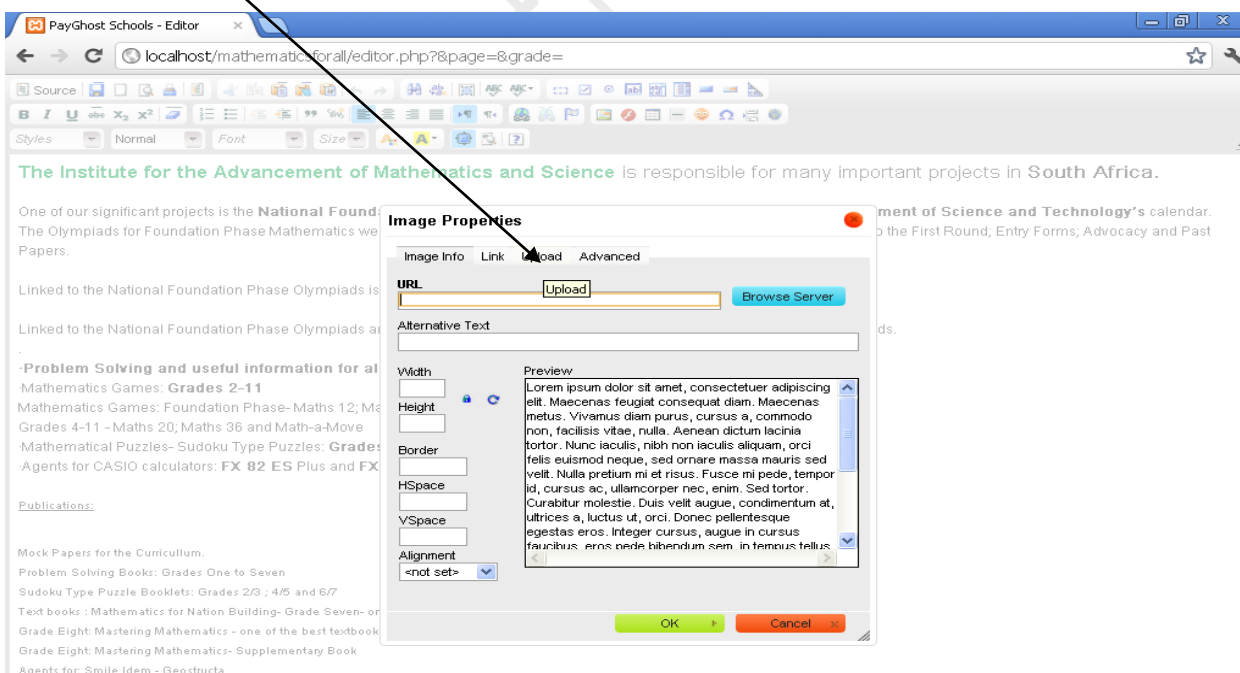 PayGhost Schools - Editor
localhost/mathematicsforall/editor.php?&page=&grade=
Source
B I U abc X₂ X²
Styles Normal Font Size
The Institute for the Advancement of Mathematics and Science is responsible for many important projects in South Africa.
One of our significant projects is the National Found ment of Science and Technology's calendar.
The Olympiads for Foundation Phase Mathematics we the First Round; Entry Forms; Advocacy and Past
Papers.
Linked to the National Foundation Phase Olympiads is
Linked to the National Foundation Phase Olympiads ds.
.
·Problem Solving and useful information for al
·Mathematics Games: Grades 2-11
Mathematics Games: Foundation Phase- Maths 12;
Grades 4-11 - Maths 20; Maths 36 and Math-a-Move
·Mathematical Puzzles- Sudoku Type Puzzles: Grades
·Agents for CASIO calculators: FX 82 ES Plus and FX
Publications:
Mock Papers for the Curicullum.
Problem Solving Books: Grades One to Seven
Sudoku Type Puzzle Booklets: Grades 2/3 ; 4/5 and 6/7
Text books : Mathematics for Nation Building- Grade Seven- or
Grade Eight: Mastering Mathematics - one of the best textbook
Grade Eight: Mastering Mathematics- Supplementary Book
Agents for: Smile Idem - Geostructa
Image Properties
Image Info Link Upload Advanced
URL
Upload
Browse Server
Alternative Text
Width
Height
Border
HSpace
VSpace
Alignment
<not set>
Preview
Lorem ipsum dolor sit amet, consectetuer adipiscing
elit. Maecenas feugiat consequat diam. Maecenas
metus. Vivamus diam purus, cursus a, commodo
non, facilisis vitae, nulla. Aenean dictum lacinia
tortor. Nunc iaculis, nibh non iaculis aliquam, orci
felis euismod neque, sed ornare massa mauris sed
velit. Nulla pretium mi et risus. Fusce mi pede, tempor
id, cursus ac, ullamcorper nec, enim. Sed tortor.
Curabitur molestie. Duis velit augue, condimentum at,
ultrices a, luctus ut, orci. Donec pellentesque
egestas eros. Integer cursus, augue in cursus
faucibus, eros pede bibendum sem, in tempus tellus
OK
Cancel